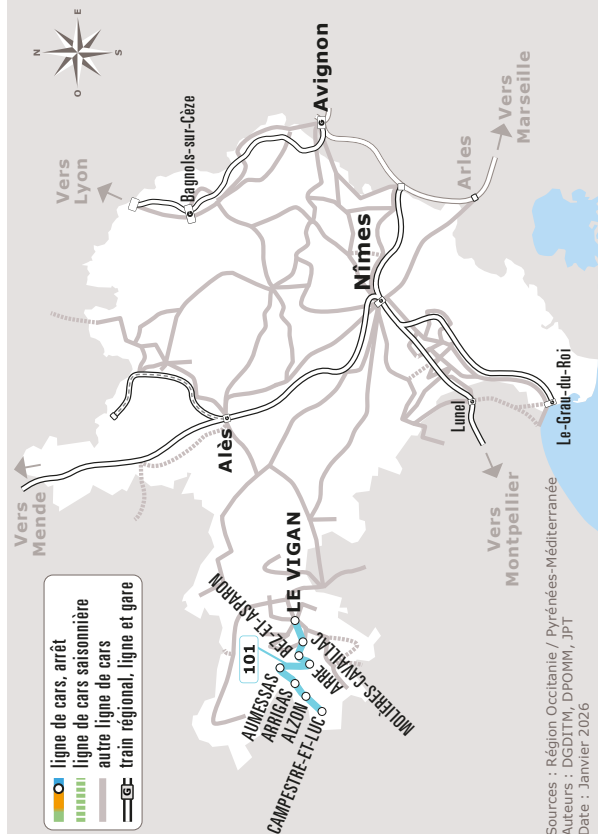 ligne de cars, arrêt
ligne de cars saisonnière
autre ligne de cars
G
train régional, ligne et gare
N
E
S
O
Vers
Mende
Vers
Lyon
Bagnols-sur-Cèze
G
Avignon
Alès
Nîmes
Arles
Vers
Marseille
Lunel
Le-Grau-du-Roi
Vers
Montpellier
101
LE VIGAN
MOLIÈRES-CAVAILLAC
BEZ-ET-ASPARON
ARRE
AUMESSAS
ARRIGAS
ALZON
CAMPESTRE-ET-LUC
Sources : Région Occitanie / Pyrénées-Méditerranée
Auteurs : DGDITM, DPOMM, JPT
Date : Janvier 2026